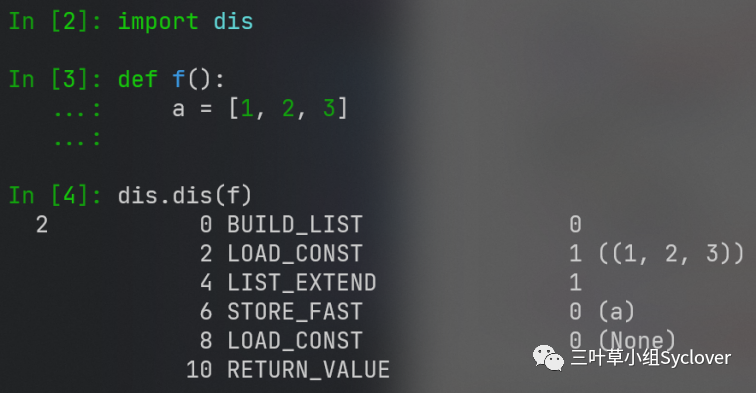 In [2]: import dis
In [3]: def f():
   ...:     a = [1, 2, 3]
   ...:
In [4]: dis.dis(f)
  2           0 BUILD_LIST               0
              2 LOAD_CONST               1 ((1, 2, 3))
              4 LIST_EXTEND              1
              6 STORE_FAST               0 (a)
              8 LOAD_CONST               0 (None)
             10 RETURN_VALUE
三叶草小组Syclover